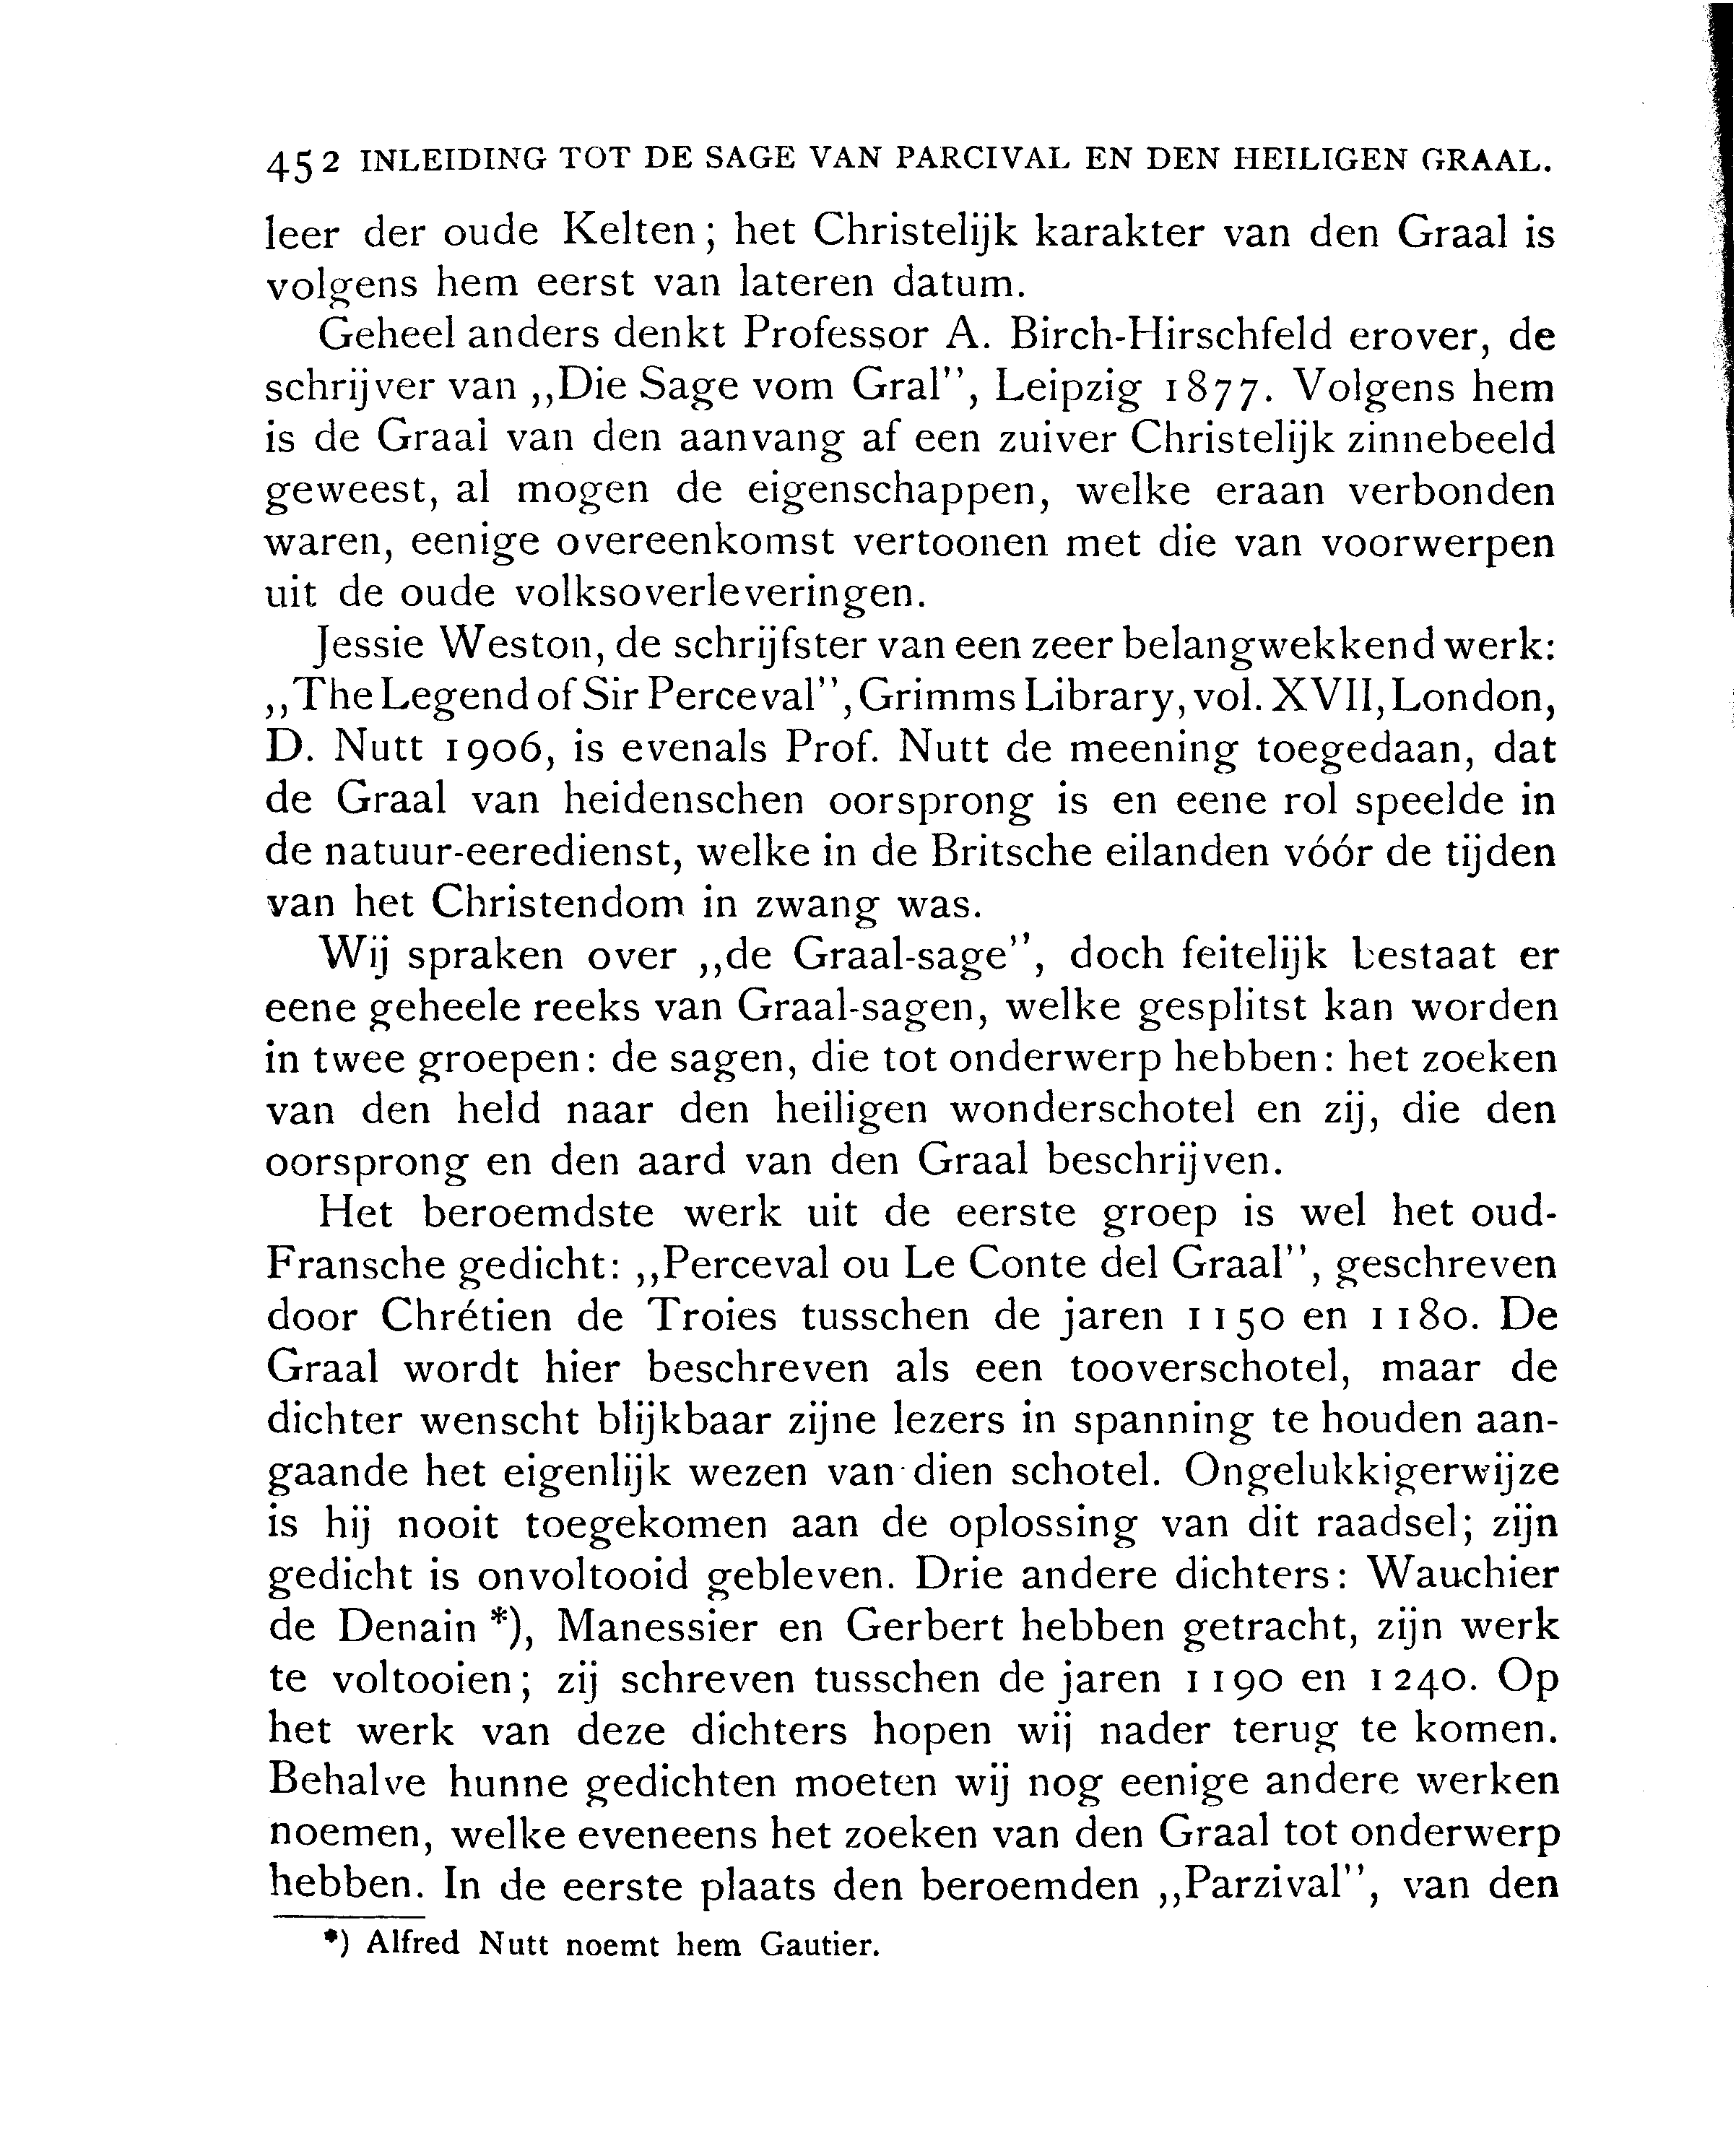 452 INLEIDING TOT DE SAGE VAN PARCIVAL EN DEN HEILIGEN GRAAL.
leer der oude Kelten; het Christelijk karakter van den Graal is
volgens hem eerst van lateren datum.
Geheel anders denkt Professor A. Birch-Hirschfeld erover, de
schrijver van ,,Die Sage vom Gral", Leipzig 1877. Volgens hem
is de Graal van den aanvang af een zuiver Christelijk zinnebeeld
geweest, al mogen de eigenschappen, welke eraan verbonden
waren, eenige overeenkomst vertoonen met die van voorwerpen
uit de oude volksoverleveringen.
Jessie Weston, de schrijfster van een zeer belangwekkend werk:
,,The Legend of Sir Perceval", Grimms Library, vol. XVII, London,
D. Nutt 1906, is evenals Prof. Nutt de meening toegedaan, dat
de Graal van heidenschen oorsprong is en eene rol speelde in
de natuur-eeredienst, welke in de Britsche eilanden vóór de tijden
van het Christendom in zwang was.
Wij spraken over ,,de Graal-sage", doch feitelijk bestaat er
eene geheele reeks van Graal-sagen, welke gesplitst kan worden
in twee groepen: de sagen, die tot onderwerp hebben: het zoeken
van den held naar den heiligen wonderschotel en zij, die den
oorsprong en den aard van den Graal beschrijven.
Het beroemdste werk uit de eerste groep is wel het oud-
Fransche gedicht: ,,Perceval ou Le Conte del Graal", geschreven
door Chrétien de Troies tusschen de jaren 1150 en 1180. De
Graal wordt hier beschreven als een tooverschotel, maar de
dichter wenscht blijkbaar zijne lezers in spanning te houden aan-
gaande het eigenlijk wezen van dien schotel. Ongelukkigerwijze
is hij nooit toegekomen aan de oplossing van dit raadsel; zijn
gedicht is onvoltooid gebleven. Drie andere dichters: Wauchier
de Denain *), Manessier en Gerbert hebben getracht, zijn werk
te voltooien; zij schreven tusschen de jaren 1190 en 1240. Op
het werk van deze dichters hopen wij nader terug te komen.
Behalve hunne gedichten moeten wij nog eenige andere werken
noemen, welke eveneens het zoeken van den Graal tot onderwerp
hebben. In de eerste plaats den beroemden ,,Parzival", van den
*) Alfred Nutt noemt hem Gautier.